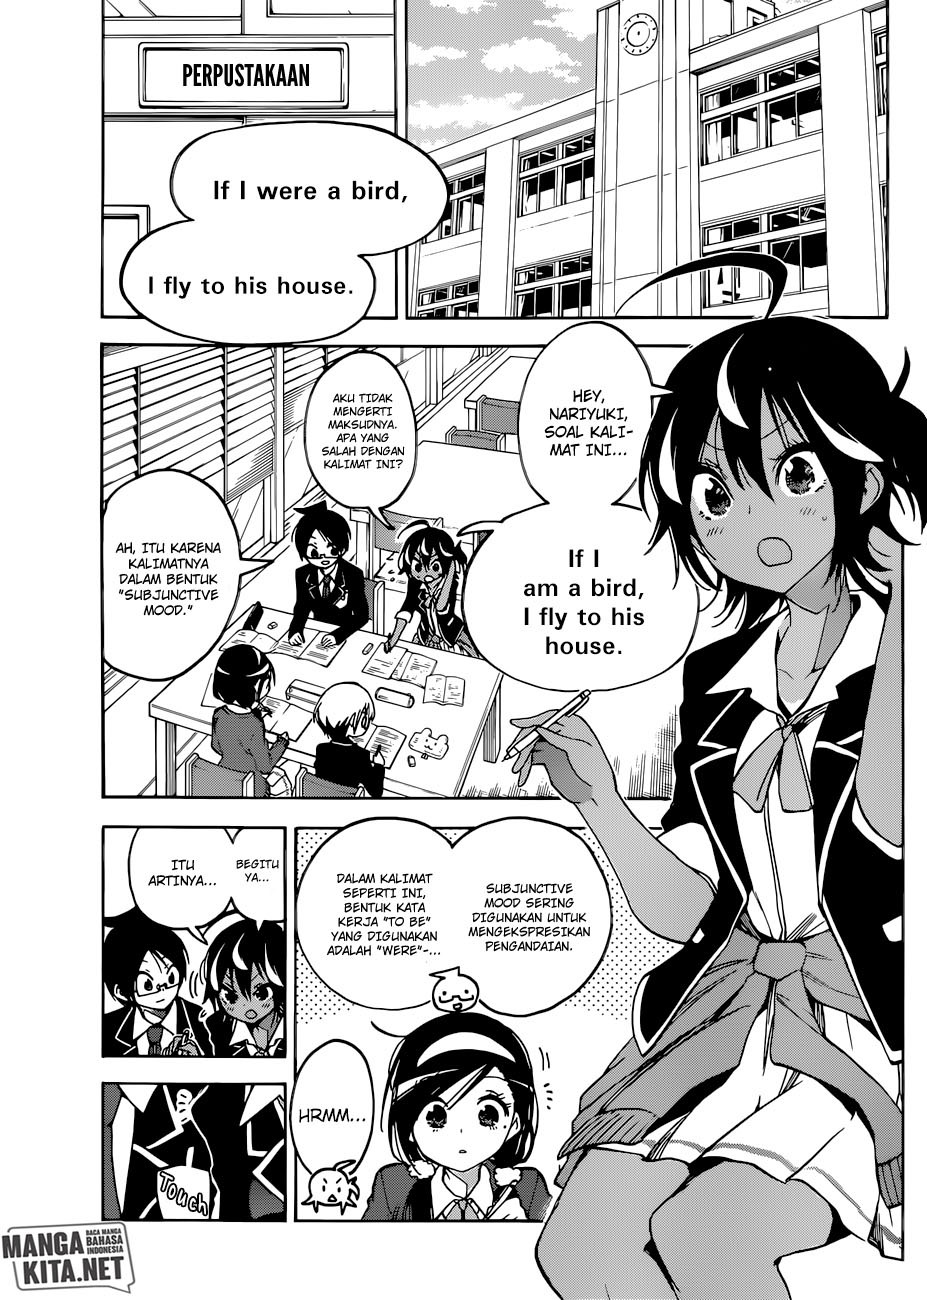 PERPUSTAKAAN
If I were a bird,
I fly to his house.
HEY,
NARIYUKI,
SOAL KALI-
MAT INI...
If I
am a bird,
I fly to his
house.
AKU TIDAK
MENGERTI
MAKSUDNYA.
APA YANG
SALAH DENGAN
KALIMAT INI?
AH, ITU KARENA
KALIMATNYA
DALAM BENTUK
"SUBJUNCTIVE
MOOD."
SUBJUNCTIVE
MOOD SERING
DIGUNAKAN UNTUK
MENGEKSPRESIKAN
PENGANDAIAN.
DALAM KALIMAT
SEPERTI INI,
BENTUK KATA
KERJA "TO BE"
YANG DIGUNAKAN
ADALAH "WERE"-...
HRMM...
BEGITU
YA...
ITU
ARTINYA...
Touch
MANGA
KITA.NET
BACA MANGA
BAHASA
INDONESIA